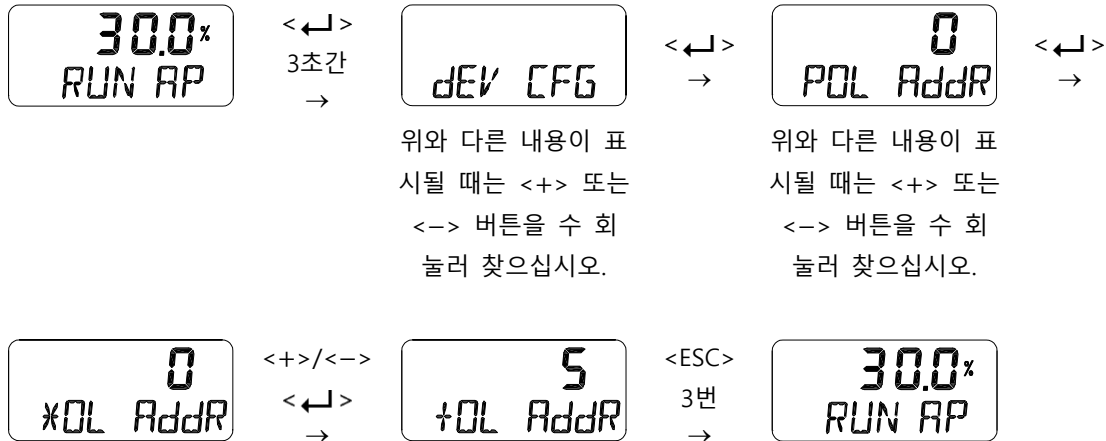 30.0%
RUN AP
<↵>
3초간
→
dEV CFG
위와 다른 내용이 표
시될 때는 <+> 또는
<−> 버튼을 수 회
눌러 찾으십시오.
<↵>
→
0
POL AddR
위와 다른 내용이 표
시될 때는 <+> 또는
<−> 버튼을 수 회
눌러 찾으십시오.
<↵>
→
0
*OL AddR
<+>/<−>
<↵>
→
5
+OL AddR
<ESC>
3번
→
30.0%
RUN AP